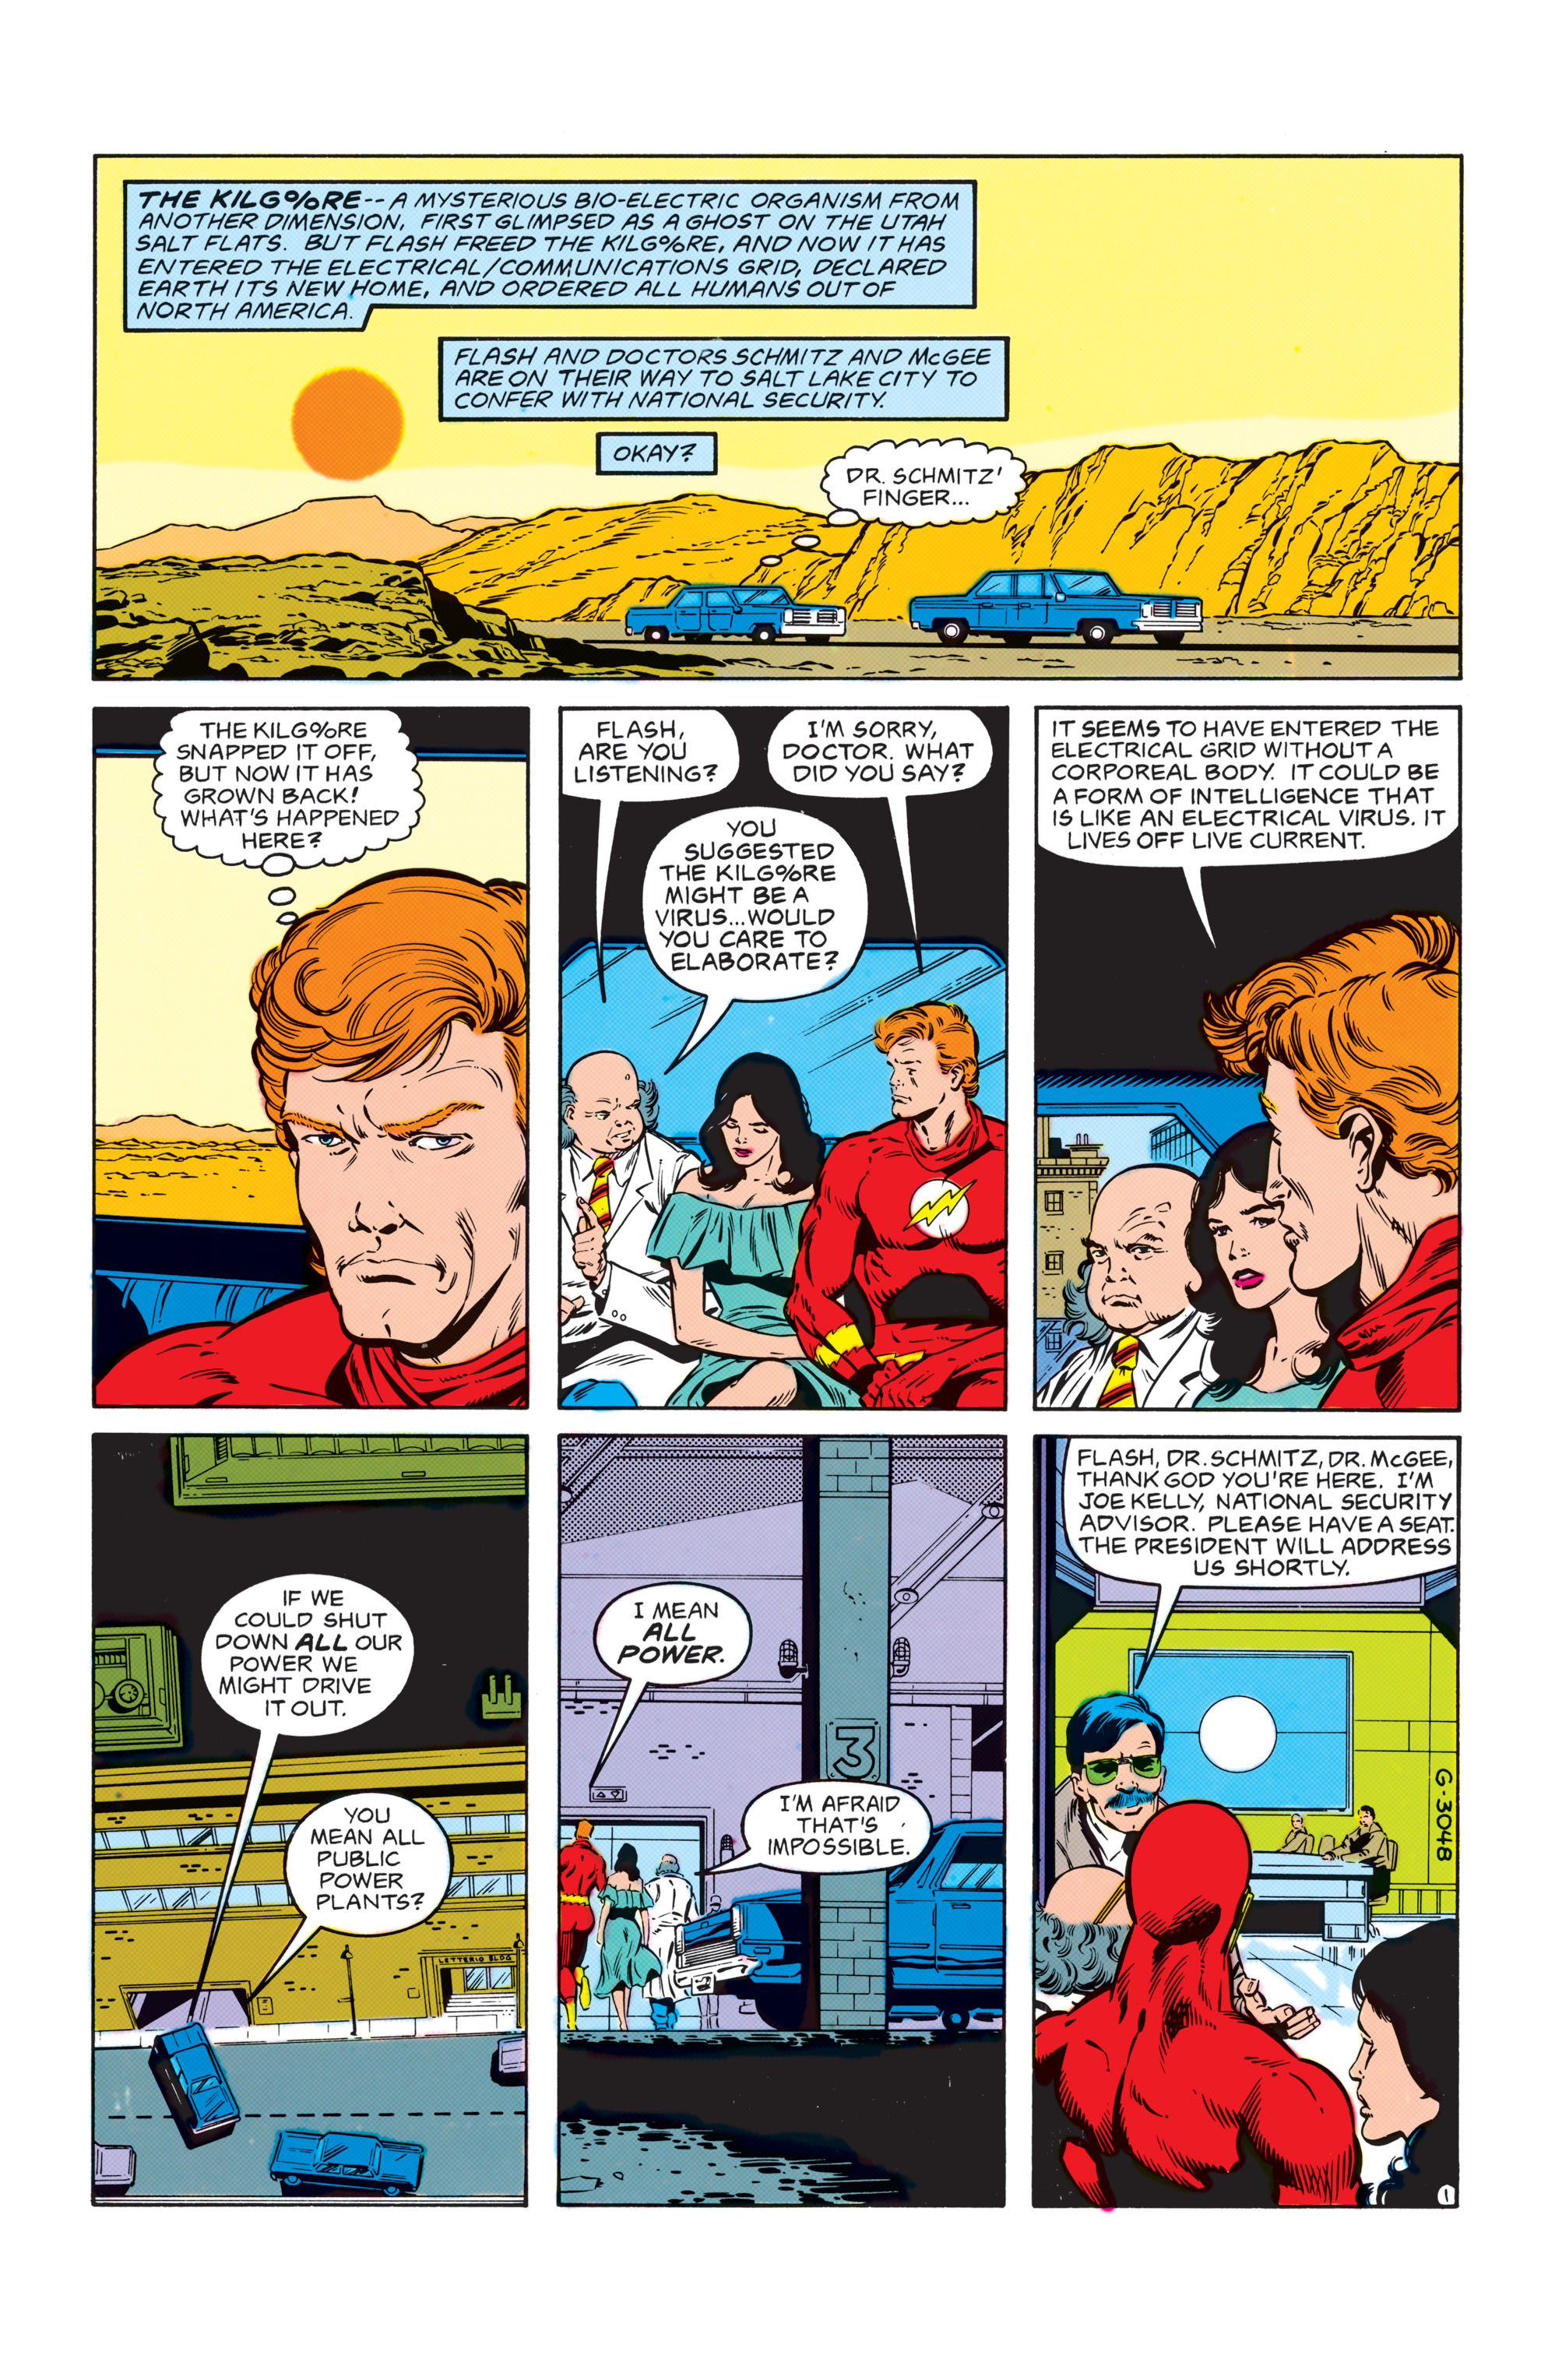 THE KILG%RE-- A MYSTERIOUS BIO-ELECTRIC ORGANISM FROM
ANOTHER DIMENSION, FIRST GLIMPSED AS A GHOST ON THE UTAH
SALT FLATS. BUT FLASH FREED THE KILG%RE, AND NOW IT HAS
ENTERED THE ELECTRICAL/COMMUNICATIONS GRID, DECLARED
EARTH ITS NEW HOME, AND ORDERED ALL HUMANS OUT OF
NORTH AMERICA.
FLASH AND DOCTORS SCHMITZ AND McGEE
ARE ON THEIR WAY TO SALT LAKE CITY TO
CONFER WITH NATIONAL SECURITY.
OKAY?
DR. SCHMITZ'
FINGER...
THE KILG%RE
SNAPPED IT OFF,
BUT NOW IT HAS
GROWN BACK!
WHAT'S HAPPENED
HERE?
FLASH,
ARE YOU
LISTENING?
I'M SORRY,
DOCTOR. WHAT
DID YOU SAY?
YOU
SUGGESTED
THE KILG%RE
MIGHT BE A
VIRUS...WOULD
YOU CARE TO
ELABORATE?
IT SEEMS TO HAVE ENTERED THE
ELECTRICAL GRID WITHOUT A
CORPOREAL BODY. IT COULD BE
A FORM OF INTELLIGENCE THAT
IS LIKE AN ELECTRICAL VIRUS. IT
LIVES OFF LIVE CURRENT.
IF WE
COULD SHUT
DOWN ALL OUR
POWER WE
MIGHT DRIVE
IT OUT.
YOU
MEAN ALL
PUBLIC
POWER
PLANTS?
LETTERIO BLDG
I MEAN
ALL
POWER.
3
I'M AFRAID
THAT'S
IMPOSSIBLE.
FLASH, DR. SCHMITZ, DR. McGEE,
THANK GOD YOU'RE HERE. I'M
JOE KELLY, NATIONAL SECURITY
ADVISOR. PLEASE HAVE A SEAT.
THE PRESIDENT WILL ADDRESS
US SHORTLY.
G-3048
1